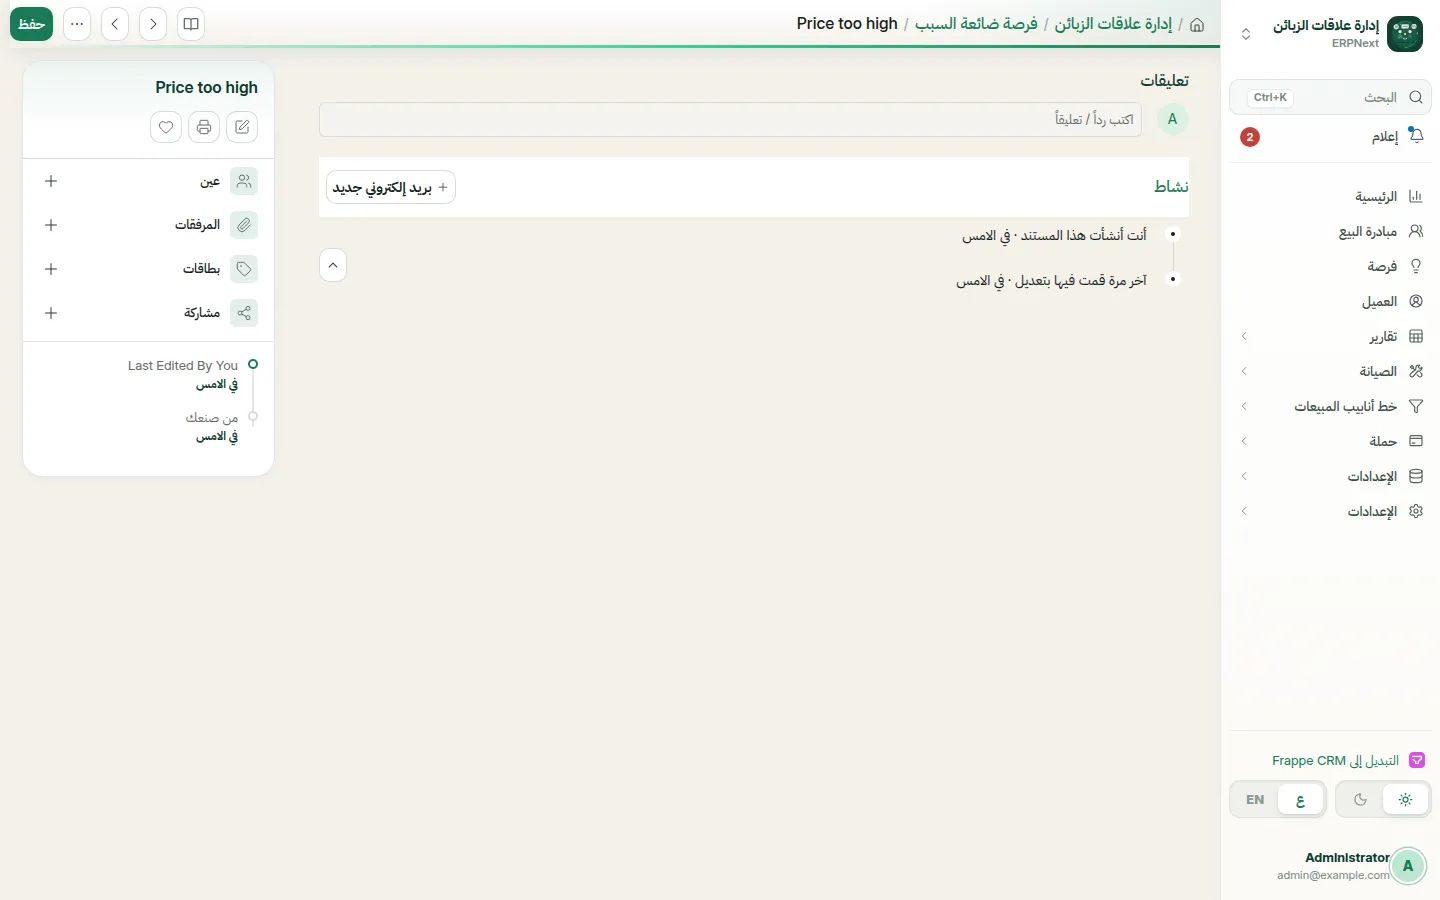 إدارة علاقات الزبائن
ERPNext
البحث
Ctrl+K
إعلام
2
الرئيسية
مبادرة البيع
فرصة
العميل
تقارير
الصيانة
خط أنابيب المبيعات
حملة
الإعدادات
الإعدادات
التبديل إلى Frappe CRM
ع
EN
A
Administrator
admin@example.com
إدارة علاقات الزبائن / فرصة ضائعة السبب / Price too high
حفظ
تعليقات
A
اكتب رداً / تعليقاً
نشاط
بريد إلكتروني جديد
أنت أنشأت هذا المستند · في الامس
آخر مرة قمت فيها بتعديل · في الامس
Price too high
عين
المرفقات
بطاقات
مشاركة
Last Edited By You
في الامس
من صنعك
في الامس